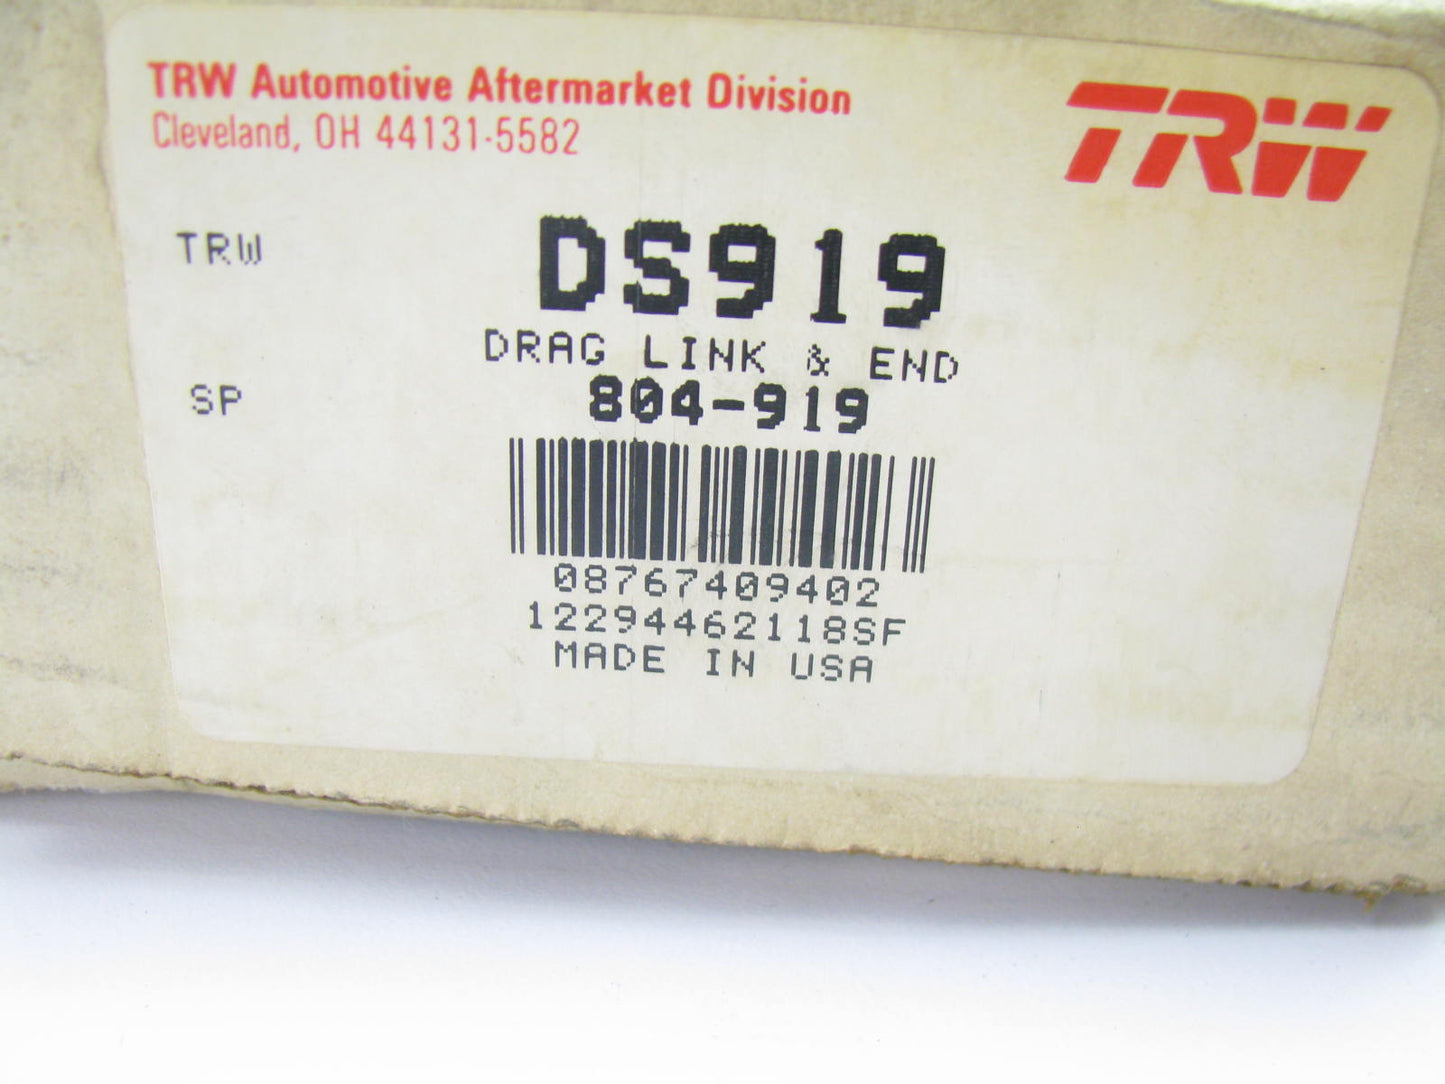 TRW Automotive Aftermarket Division
Cleveland, OH 44131-5582
TRW
TRW
DS919
DRAG LINK & END
SP
804-919
08767409402
12294462118SF
MADE IN USA